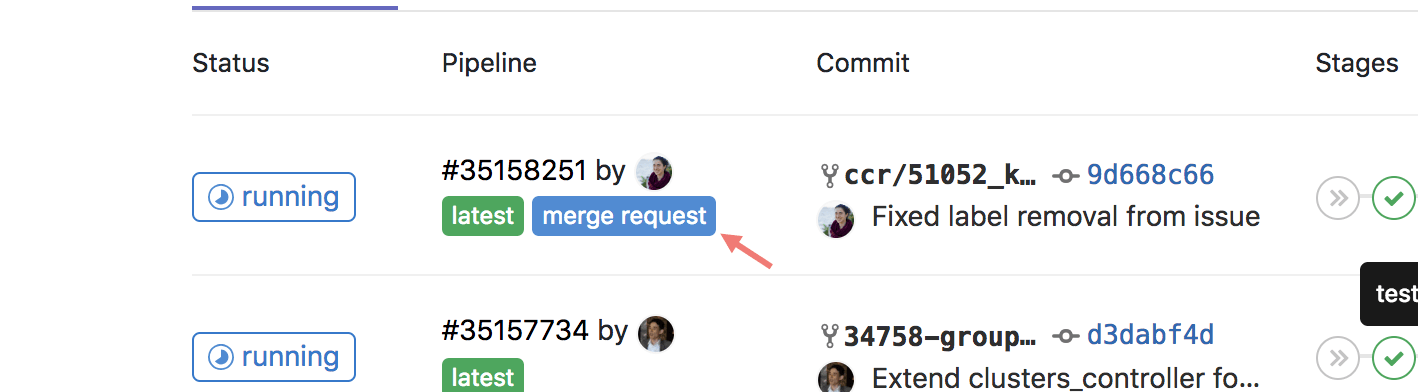 Status Pipeline Commit Stages
running #35158251 by ccr/51052_k… 9d668c66
latest merge request Fixed label removal from issue
test
running #35157734 by 34758-group… d3dabf4d
latest Extend clusters_controller fo…